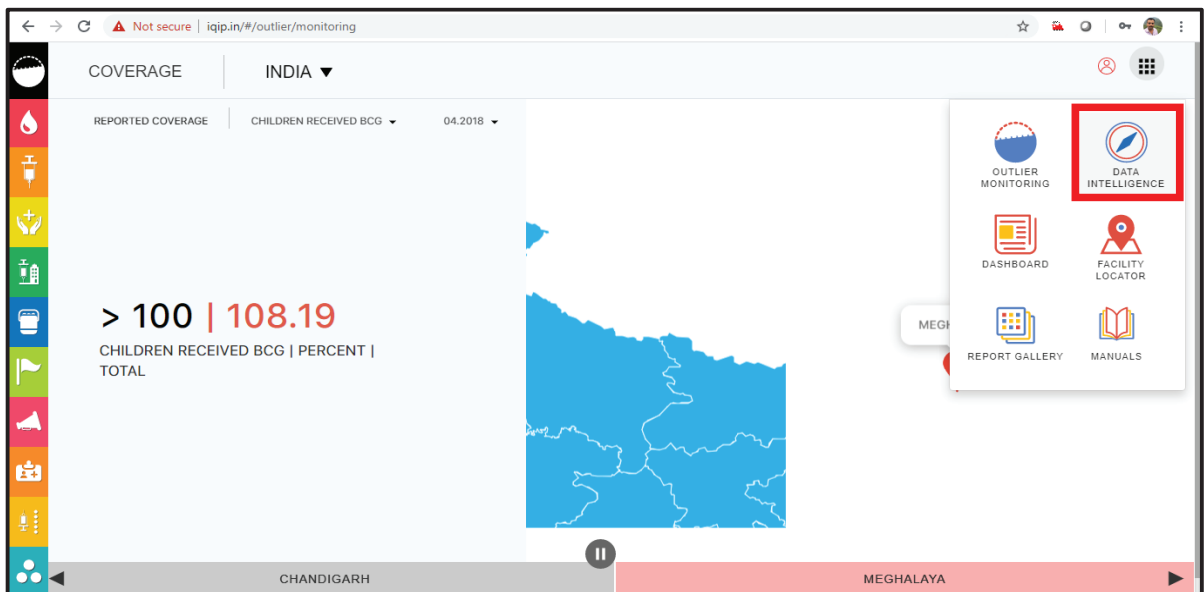 Not secure | iqip.in/#/outlier/monitoring
COVERAGE
INDIA ▼
REPORTED COVERAGE
CHILDREN RECEIVED BCG
04.2018
> 100 | 108.19
CHILDREN RECEIVED BCG | PERCENT |
TOTAL
MEGH
OUTLIER
MONITORING
DATA
INTELLIGENCE
DASHBOARD
FACILITY
LOCATOR
REPORT GALLERY
MANUALS
CHANDIGARH
MEGHALAYA